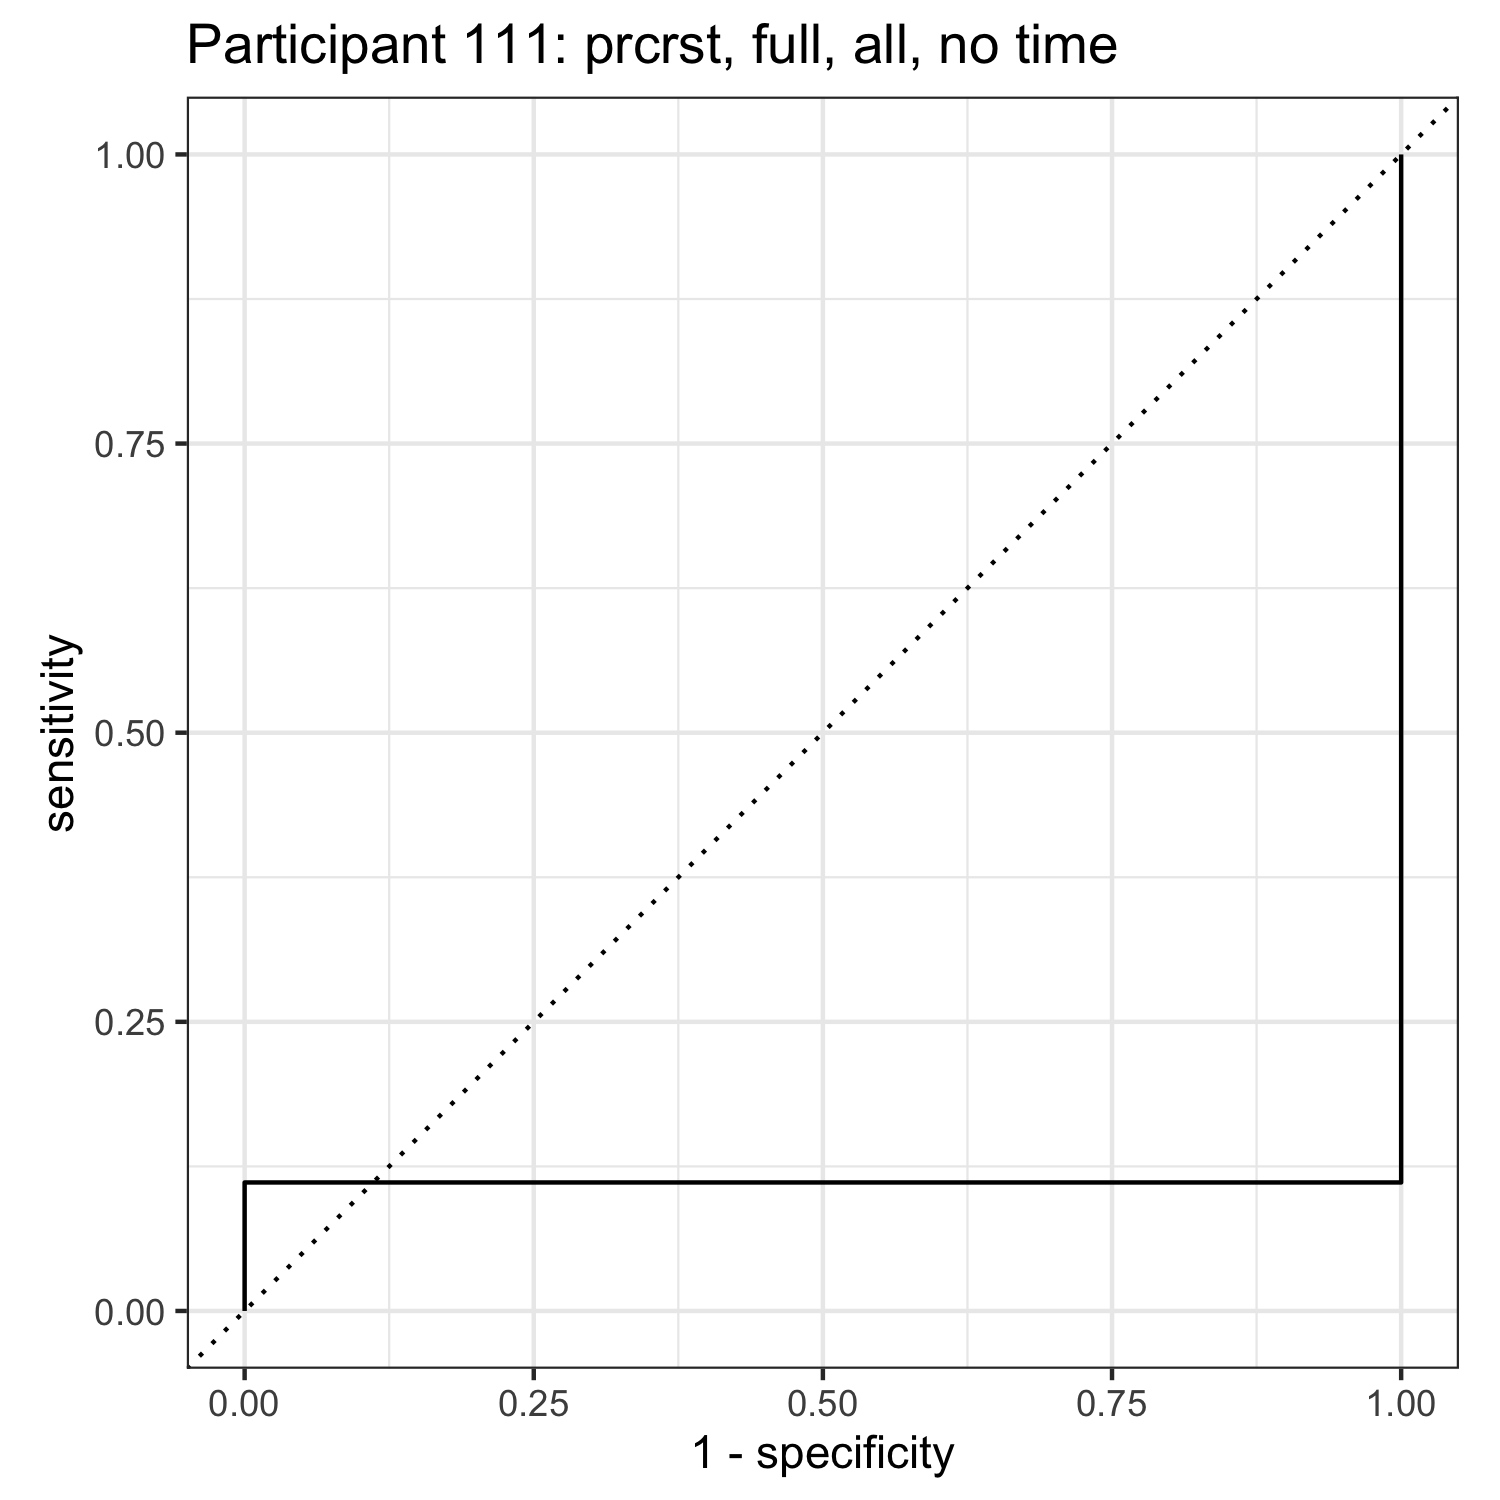 Participant 111: prcrst, full, all, no time
1.00
0.75
0.50
0.25
0.00
sensitivity
0.00 0.25 0.50 0.75 1.00
1 - specificity